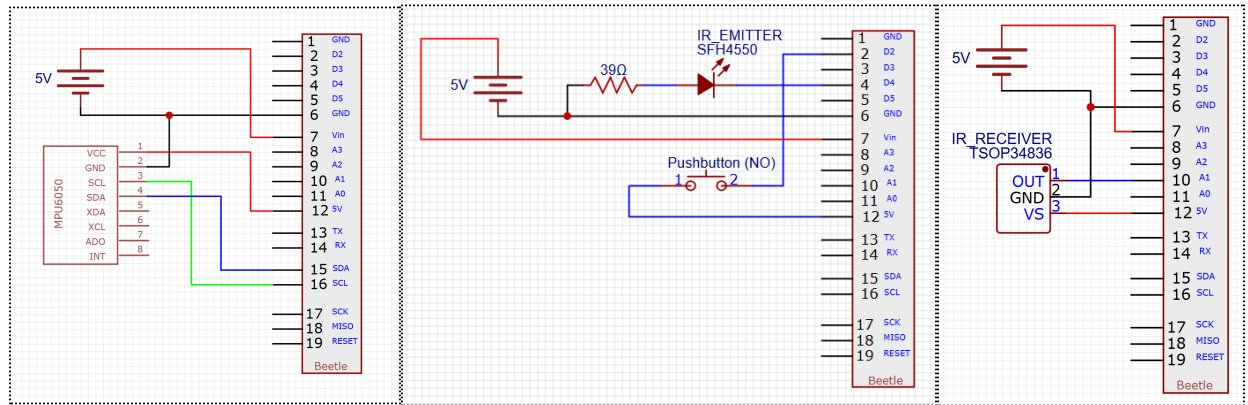 5V
1 GND
2 D2
3 D3
4 D4
5 D5
6 GND
7 Vin
8 A3
9 A2
10 A1
11 A0
12 5V
13 TX
14 RX
15 SDA
16 SCL
17 SCK
18 MISO
19 RESET
Beetle
MPU6050
VCC 1
GND 2
SCL 3
SDA 4
XDA 5
XCL 6
ADO 7
INT 8
IR_EMITTER
SFH4550
39Ω
5V
Pushbutton (NO)
1 2
1 GND
2 D2
3 D3
4 D4
5 D5
6 GND
7 Vin
8 A3
9 A2
10 A1
11 A0
12 5V
13 TX
14 RX
15 SDA
16 SCL
17 SCK
18 MISO
19 RESET
Beetle
5V
IR_RECEIVER
TSOP34836
OUT 1
GND 2
VS 3
1 GND
2 D2
3 D3
4 D4
5 D5
6 GND
7 Vin
8 A3
9 A2
10 A1
11 A0
12 5V
13 TX
14 RX
15 SDA
16 SCL
17 SCK
18 MISO
19 RESET
Beetle